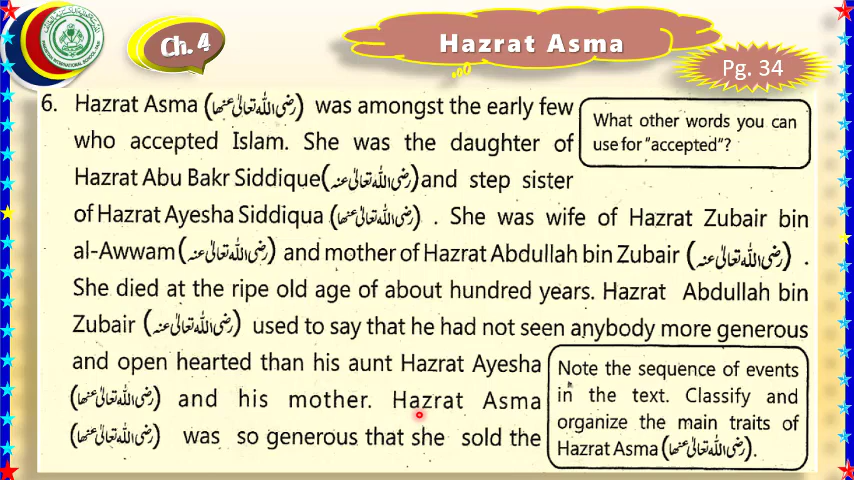 Ch. 4
Hazrat Asma
Pg. 34
6. Hazrat Asma (رضی اللہ تعالیٰ عنھا) was amongst the early few
who accepted Islam. She was the daughter of
Hazrat Abu Bakr Siddique (رضی اللہ تعالیٰ عنہ) and step sister
of Hazrat Ayesha Siddiqua (رضی اللہ تعالیٰ عنھا) . She was wife of Hazrat Zubair bin
al-Awwam (رضی اللہ تعالیٰ عنہ) and mother of Hazrat Abdullah bin Zubair (رضی اللہ تعالیٰ عنہ) .
She died at the ripe old age of about hundred years. Hazrat Abdullah bin
Zubair (رضی اللہ تعالیٰ عنہ) used to say that he had not seen anybody more generous
and open hearted than his aunt Hazrat Ayesha
(رضی اللہ تعالیٰ عنھا) and his mother. Hazrat Asma
(رضی اللہ تعالیٰ عنھا) was so generous that she sold the
What other words you can
use for "accepted"?
Note the sequence of events
in the text. Classify and
organize the main traits of
Hazrat Asma (رضی اللہ تعالیٰ عنھا).